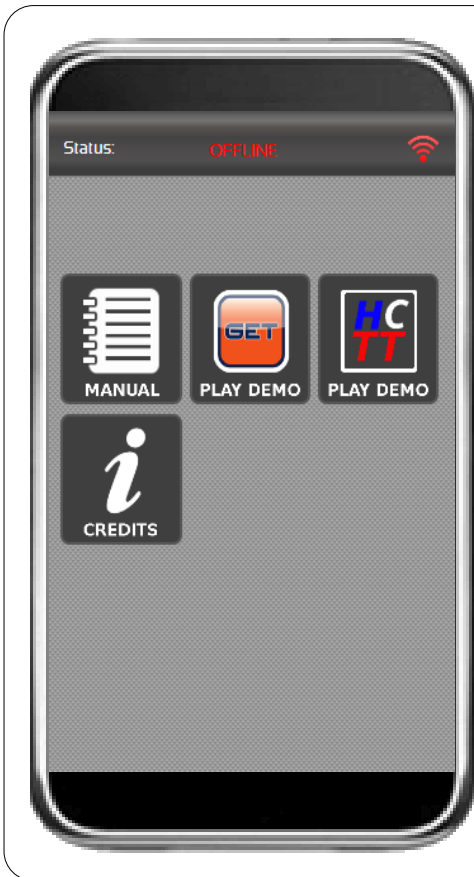 Status: OFFLINE
GET
HC
TT
MANUAL PLAY DEMO PLAY DEMO
i
CREDITS